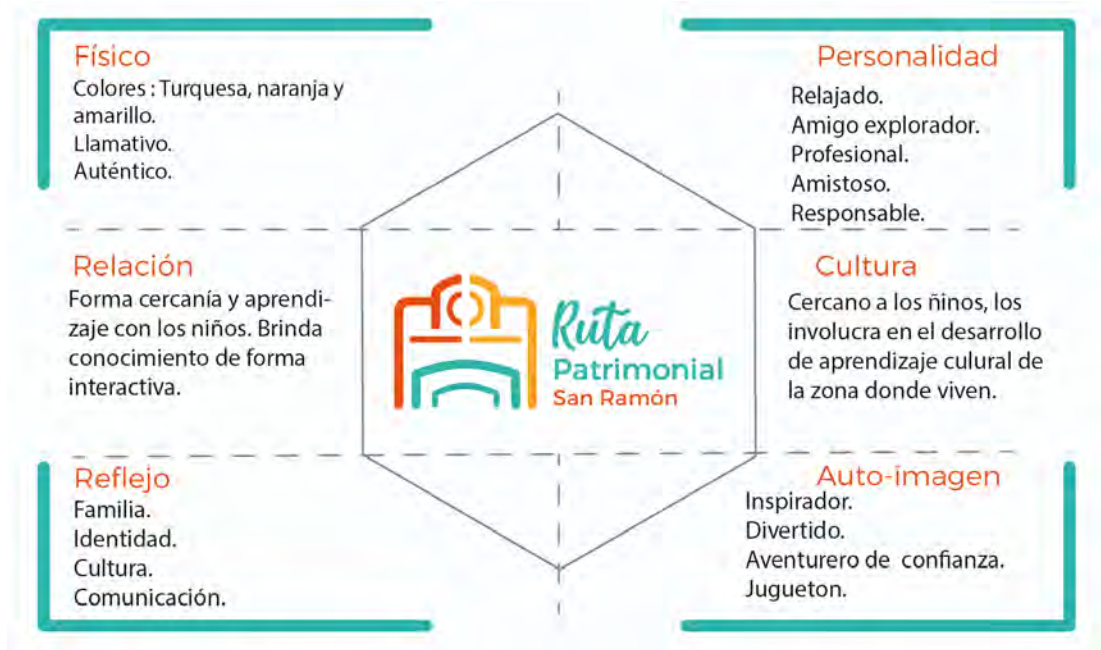 Físico
Colores : Turquesa, naranja y
amarillo.
Llamativo.
Auténtico.
Personalidad
Relajado.
Amigo explorador.
Profesional.
Amistoso.
Responsable.
Relación
Forma cercanía y aprendi-
zaje con los niños. Brinda
conocimiento de forma
interactiva.
Ruta
Patrimonial
San Ramón
Cultura
Cercano a los ñinos, los
involucra en el desarrollo
de aprendizaje culural de
la zona donde viven.
Reflejo
Familia.
Identidad.
Cultura.
Comunicación.
Auto-imagen
Inspirador.
Divertido.
Aventurero de confianza.
Jugueton.